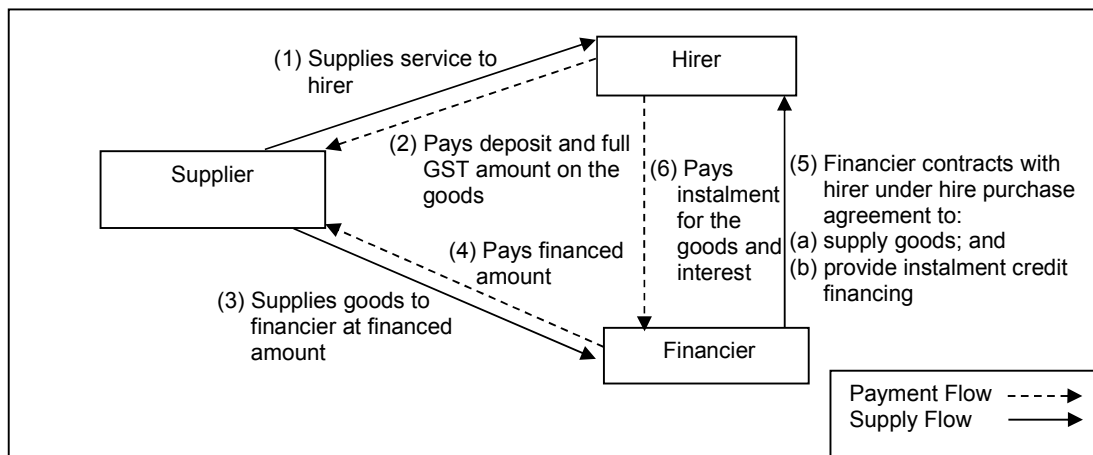 (1) Supplies service to
hirer
Hirer
(2) Pays deposit and full
GST amount on the
goods
Supplier
(6) Pays
instalment
for the
goods and
interest
(5) Financier contracts with
hirer under hire purchase
agreement to:
(a) supply goods; and
(b) provide instalment credit
financing
(4) Pays financed
amount
(3) Supplies goods to
financier at financed
amount
Financier
Payment Flow
Supply Flow